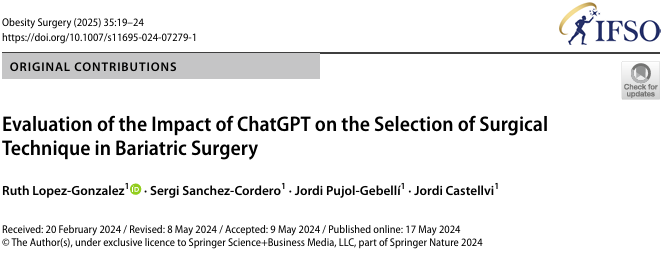 Obesity Surgery (2025) 35:19–24
https://doi.org/10.1007/s11695-024-07279-1
IFSO
ORIGINAL CONTRIBUTIONS
Check for
updates
Evaluation of the Impact of ChatGPT on the Selection of Surgical
Technique in Bariatric Surgery
Ruth Lopez-Gonzalez1 iD · Sergi Sanchez-Cordero1 · Jordi Pujol-Gebellí1 · Jordi Castellvi1
Received: 20 February 2024 / Revised: 8 May 2024 / Accepted: 9 May 2024 / Published online: 17 May 2024
© The Author(s), under exclusive licence to Springer Science+Business Media, LLC, part of Springer Nature 2024